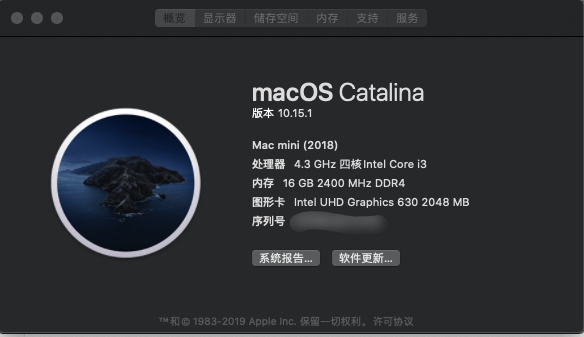 概览 显示器 储存空间 内存 支持 服务
macOS Catalina
版本 10.15.1
Mac mini (2018)
处理器 4.3 GHz 四核Intel Core i3
内存 16 GB 2400 MHz DDR4
图形卡 Intel UHD Graphics 630 2048 MB
序列号
系统报告... 软件更新...
™和© 1983-2019 Apple Inc. 保留一切权利。许可协议